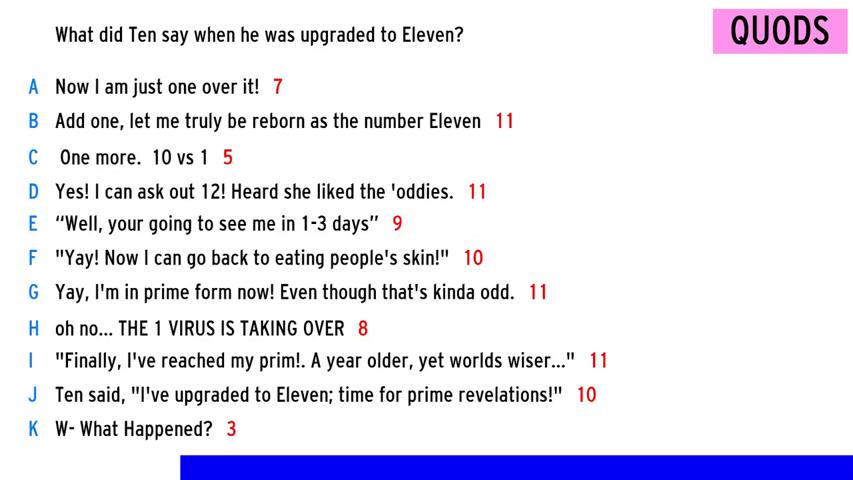 What did Ten say when he was upgraded to Eleven?
QUODS
A Now I am just one over it! 7
B Add one, let me truly be reborn as the number Eleven 11
C One more. 10 vs 1 5
D Yes! I can ask out 12! Heard she liked the 'oddies. 11
E “Well, your going to see me in 1-3 days” 9
F "Yay! Now I can go back to eating people's skin!" 10
G Yay, I'm in prime form now! Even though that's kinda odd. 11
H oh no... THE 1 VIRUS IS TAKING OVER 8
I "Finally, I've reached my prim!. A year older, yet worlds wiser..." 11
J Ten said, "I've upgraded to Eleven; time for prime revelations!" 10
K W- What Happened? 3